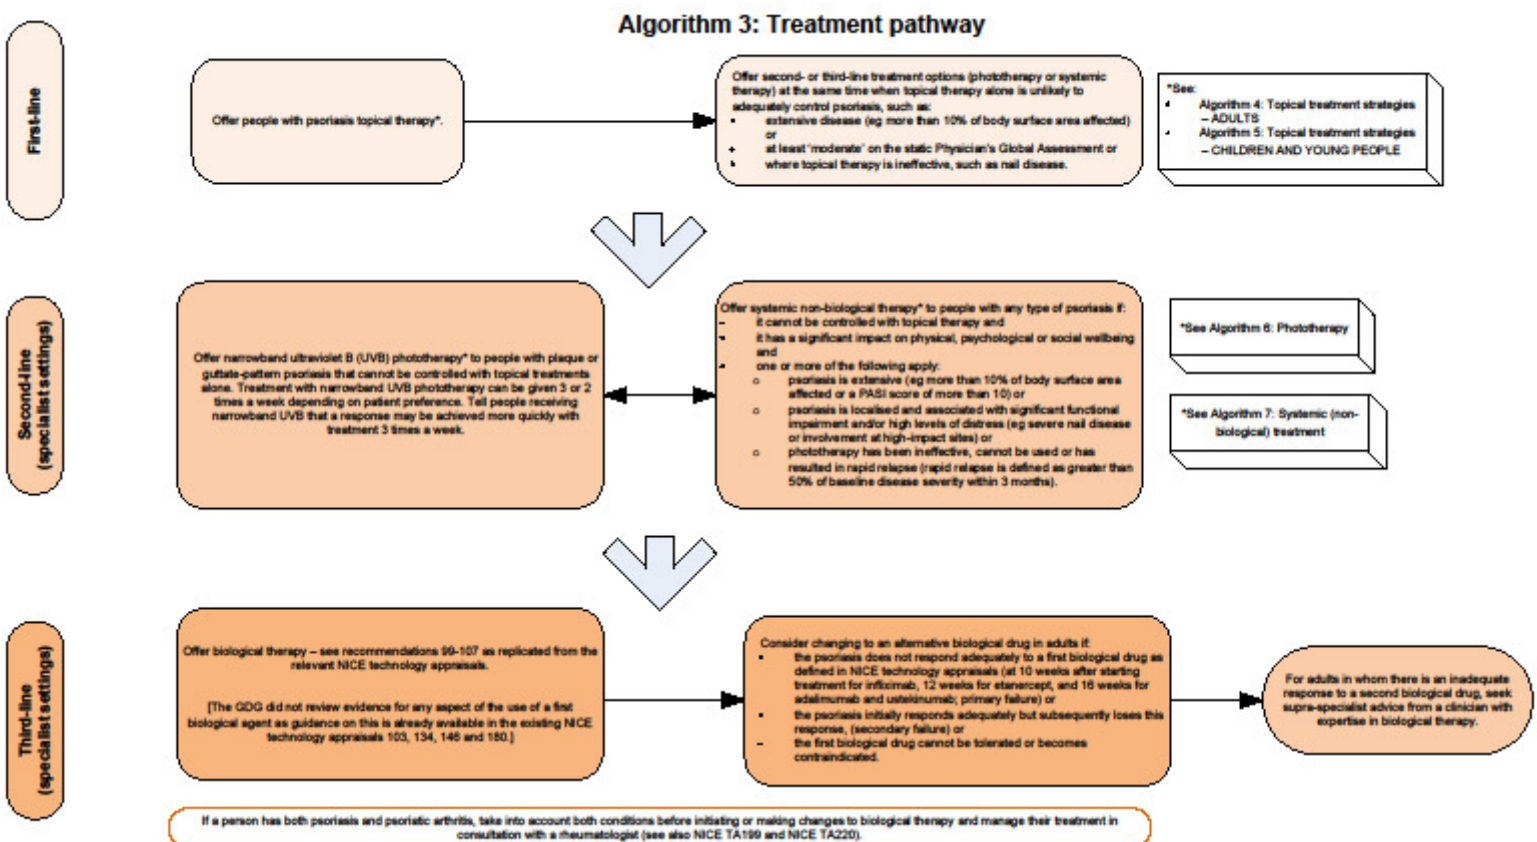 Algorithm 3: Treatment pathway
First-line
Offer people with psoriasis topical therapy*.
Offer second- or third-line treatment options (phototherapy or systemic
therapy) at the same time when topical therapy alone is unlikely to
adequately control psoriasis, such as:
extensive disease (eg more than 10% of body surface area affected)
or
at least 'moderate' on the static Physician's Global Assessment or
where topical therapy is ineffective, such as nail disease.
*See:
Algorithm 4: Topical treatment strategies
– ADULTS
Algorithm 5: Topical treatment strategies
– CHILDREN AND YOUNG PEOPLE
Second-line
(specialist settings)
Offer narrowband ultraviolet B (UVB) phototherapy* to people with plaque or
guttate-pattern psoriasis that cannot be controlled with topical treatments
alone. Treatment with narrowband UVB phototherapy can be given 3 or 2
times a week depending on patient preference. Tell people receiving
narrowband UVB that a response may be achieved more quickly with
treatment 3 times a week.
Offer systemic non-biological therapy* to people with any type of psoriasis if:
it cannot be controlled with topical therapy and
it has a significant impact on physical, psychological or social wellbeing
and
one or more of the following apply:
psoriasis is extensive (eg more than 10% of body surface area
affected or a PASI score of more than 10) or
psoriasis is localised and associated with significant functional
impairment and/or high levels of distress (eg severe nail disease
or involvement at high-impact sites) or
phototherapy has been ineffective, cannot be used or has
resulted in rapid relapse (rapid relapse is defined as greater than
50% of baseline disease severity within 3 months).
*See Algorithm 6: Phototherapy
*See Algorithm 7: Systemic (non-
biological) treatment
Third-line
(specialist settings)
Offer biological therapy – see recommendations 99-107 as replicated from the
relevant NICE technology appraisals.
[The GDG did not review evidence for any aspect of the use of a first
biological agent as guidance on this is already available in the existing NICE
technology appraisals 103, 134, 146 and 180.]
Consider changing to an alternative biological drug in adults if:
the psoriasis does not respond adequately to a first biological drug as
defined in NICE technology appraisals (at 10 weeks after starting
treatment for infliximab, 12 weeks for etanercept, and 16 weeks for
adalimumab and ustekinumab; primary failure) or
the psoriasis initially responds adequately but subsequently loses this
response, (secondary failure) or
the first biological drug cannot be tolerated or becomes
contraindicated.
For adults in whom there is an inadequate
response to a second biological drug, seek
supra-specialist advice from a clinician with
expertise in biological therapy.
If a person has both psoriasis and psoriatic arthritis, take into account both conditions before initiating or making changes to biological therapy and manage their treatment in
consultation with a rheumatologist (see also NICE TA199 and NICE TA220).